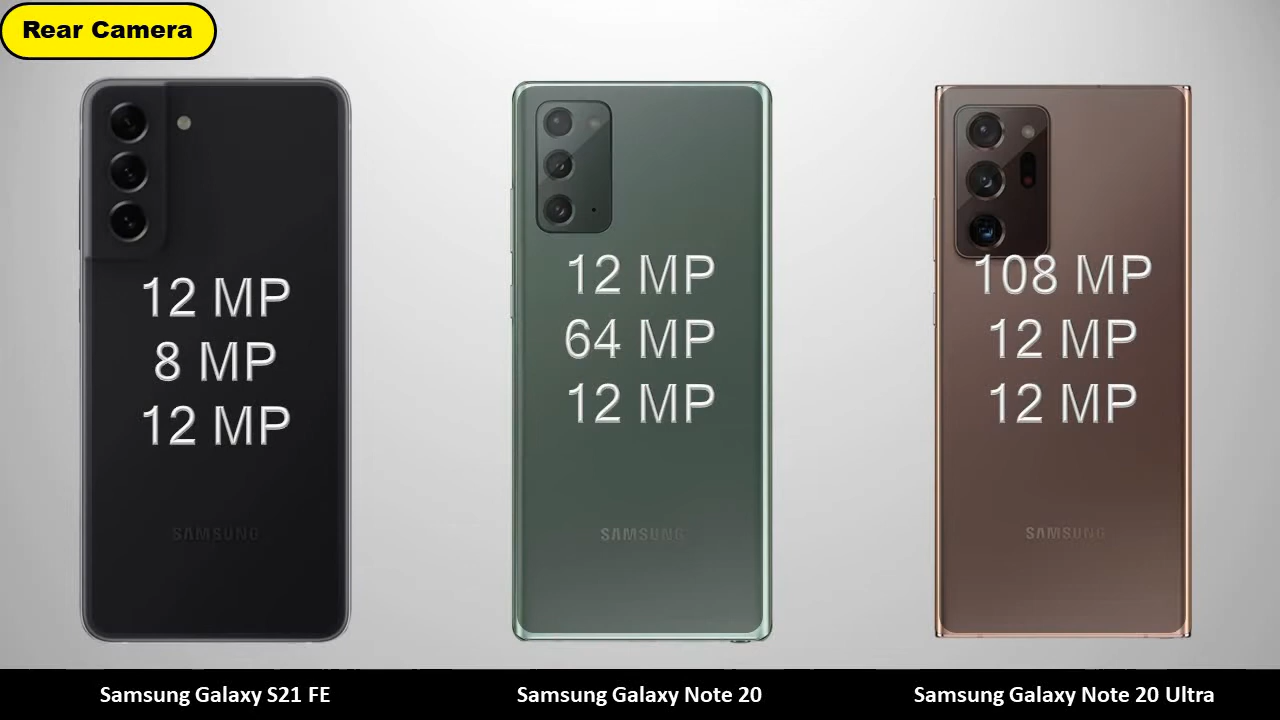 Rear Camera
12 MP
8 MP
12 MP
SAMSUNG
12 MP
64 MP
12 MP
SAMSUNG
108 MP
12 MP
12 MP
SAMSUNG
Samsung Galaxy S21 FE
Samsung Galaxy Note 20
Samsung Galaxy Note 20 Ultra